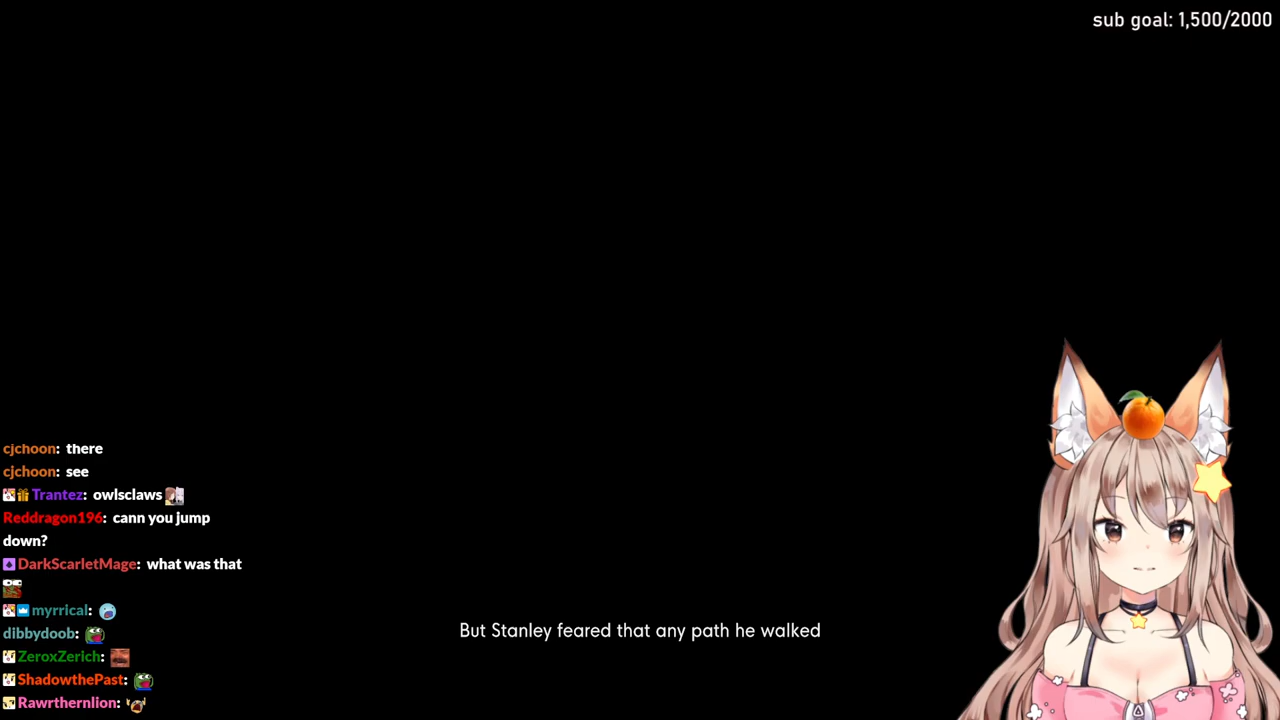 sub goal: 1,500/2000
cjchoon: there
cjchoon: see
Trantez: owlsclaws
Reddragon196: cann you jump
down?
DarkScarletMage: what was that
myrrical:
dibbydoob:
ZeroxZerich:
ShadowthePast:
Rawrthernlion:
But Stanley feared that any path he walked